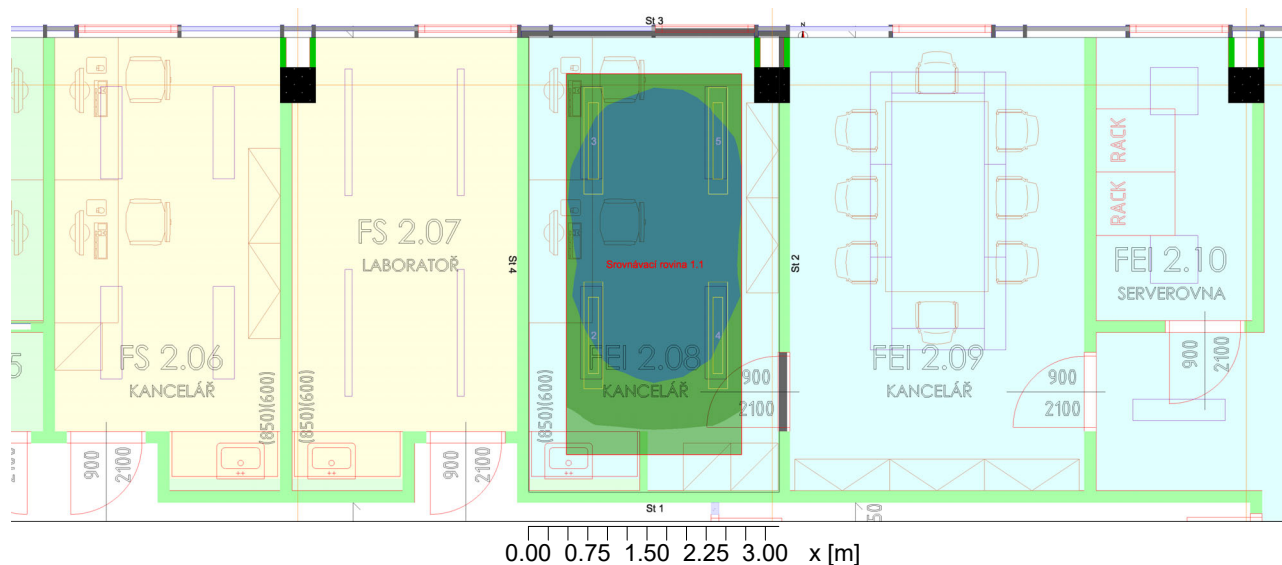 St 3
N
3
5
RACK
RACK
FS 2.07
LABORATOŘ
St 4
Srovnávací rovina 1.1
St 2
FEI 2.10
SERVEROVNA
2
4
5
FS 2.06
KANCELÁŘ
FEI 2.08
KANCELÁŘ
900
2100
FEI 2.09
KANCELÁŘ
900
2100
900
2100
(850)(600)
(850)(600)
(850)(600)
900
2100
900
2100
St 1
50
0.00 0.75 1.50 2.25 3.00 x [m]